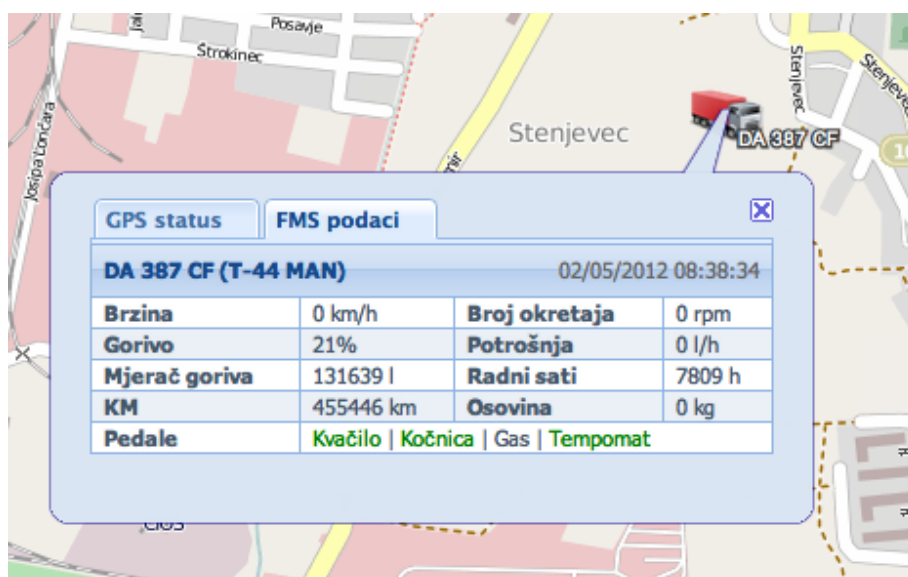 Posavje
Štrokinec
Josipa Lončara
Stenjevec
Stenjevec
DA 387 CF
GPS status
FMS podaci
DA 387 CF (T-44 MAN) 02/05/2012 08:38:34
Brzina 0 km/h Broj okretaja 0 rpm
Gorivo 21% Potrošnja 0 l/h
Mjerač goriva 131639 l Radni sati 7809 h
KM 455446 km Osovina 0 kg
Pedale Kvačilo | Kočnica | Gas | Tempomat
CIOS